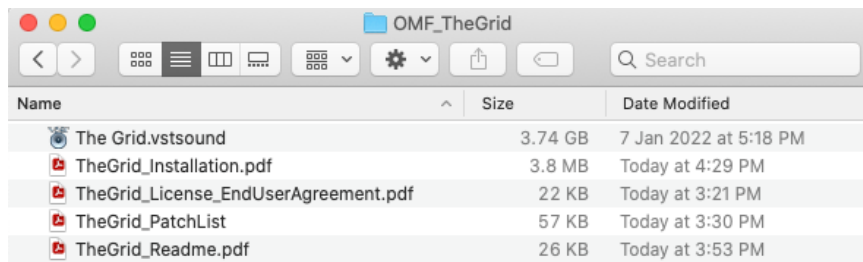 OMF_TheGrid
Search
Name Size Date Modified
The Grid.vstsound 3.74 GB 7 Jan 2022 at 5:18 PM
TheGrid_Installation.pdf 3.8 MB Today at 4:29 PM
TheGrid_License_EndUserAgreement.pdf 22 KB Today at 3:21 PM
TheGrid_PatchList 57 KB Today at 3:30 PM
TheGrid_Readme.pdf 26 KB Today at 3:53 PM